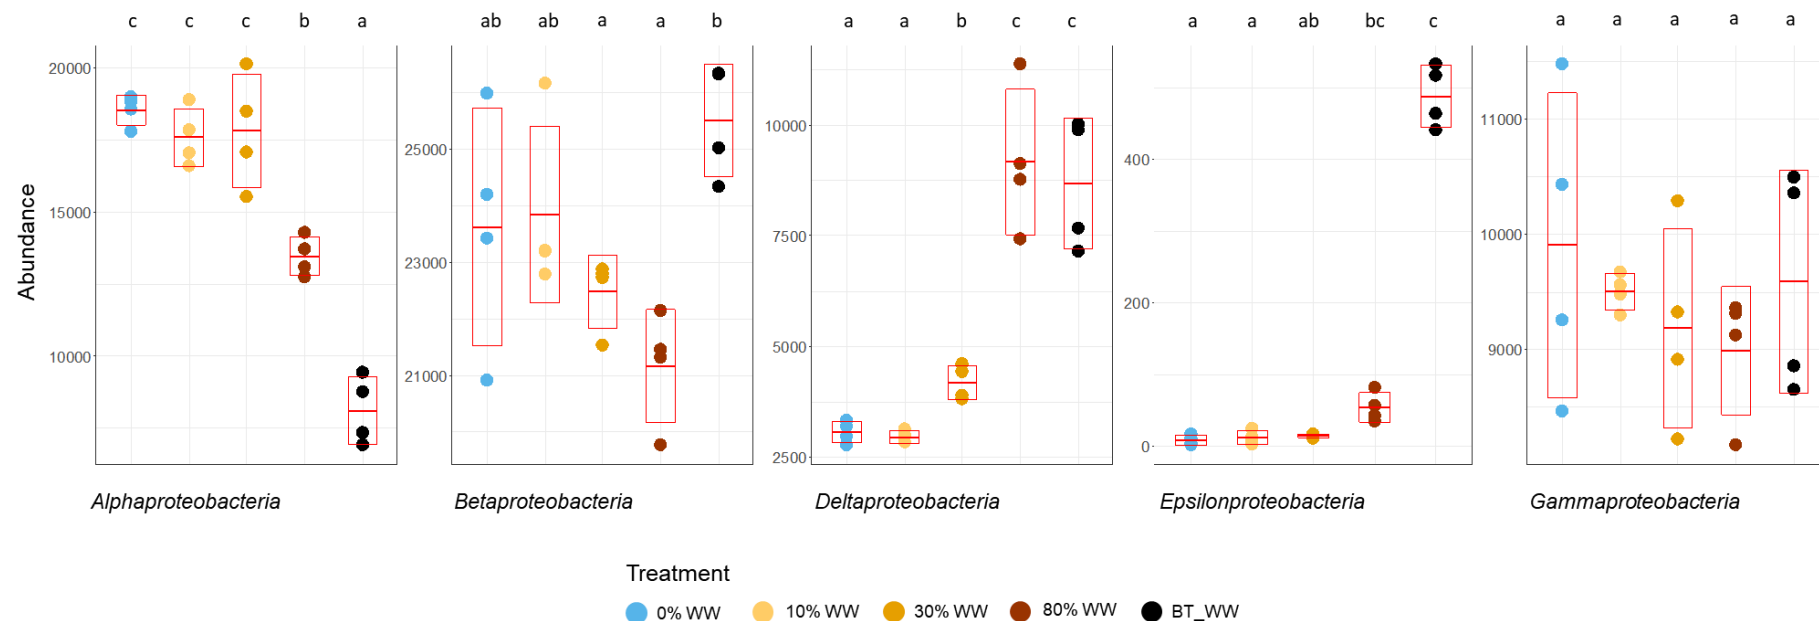 c c c b a
ab ab a a b
a a b c c
a a ab bc c
a a a a a
Abundance
20000
15000
10000
25000
23000
21000
10000
7500
5000
2500
400
200
0
11000
10000
9000
Alphaproteobacteria
Betaproteobacteria
Deltaproteobacteria
Epsilonproteobacteria
Gammaproteobacteria
Treatment
0% WW 10% WW 30% WW 80% WW BT_WW